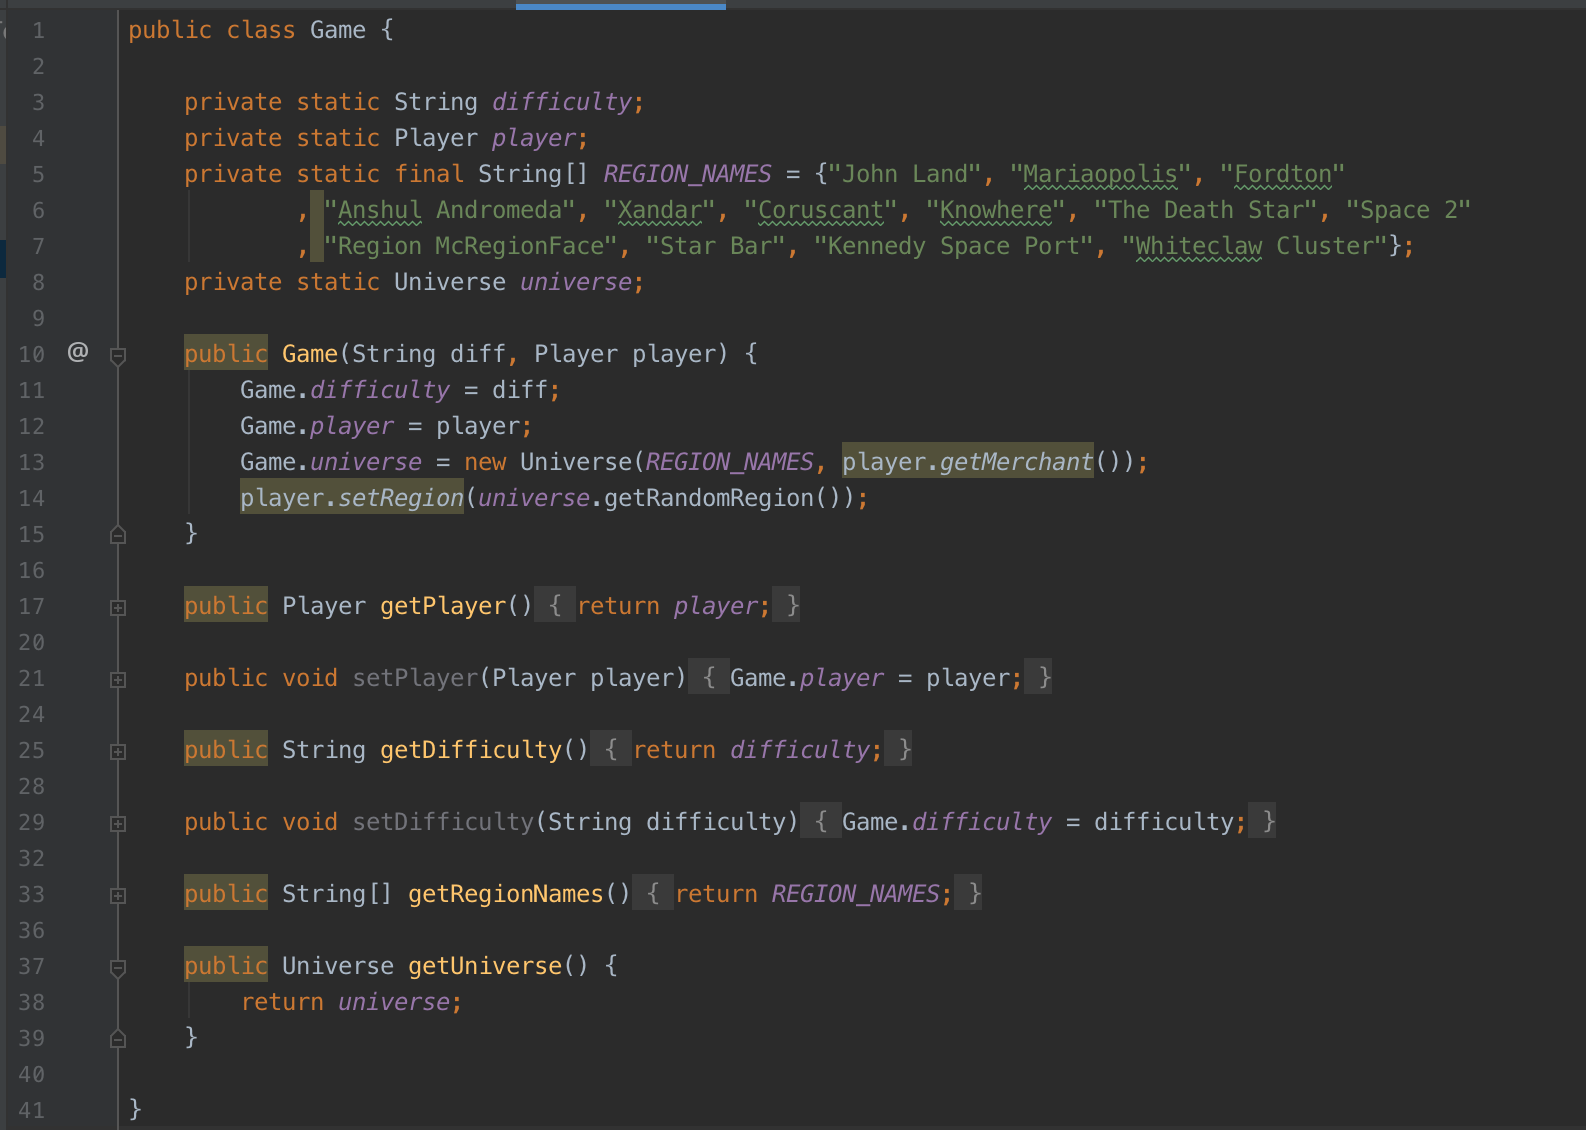 1 public class Game {
2
3 private static String difficulty;
4 private static Player player;
5 private static final String[] REGION_NAMES = {"John Land", "Mariaopolis", "Fordton"
6 , "Anshul Andromeda", "Xandar", "Coruscant", "Knowhere", "The Death Star", "Space 2"
7 , "Region McRegionFace", "Star Bar", "Kennedy Space Port", "Whiteclaw Cluster"};
8 private static Universe universe;
9
10 @ public Game(String diff, Player player) {
11 Game.difficulty = diff;
12 Game.player = player;
13 Game.universe = new Universe(REGION_NAMES, player.getMerchant());
14 player.setRegion(universe.getRandomRegion());
15 }
16
17 public Player getPlayer() { return player; }
20
21 public void setPlayer(Player player) { Game.player = player; }
24
25 public String getDifficulty() { return difficulty; }
28
29 public void setDifficulty(String difficulty) { Game.difficulty = difficulty; }
32
33 public String[] getRegionNames() { return REGION_NAMES; }
36
37 public Universe getUniverse() {
38 return universe;
39 }
40
41 }